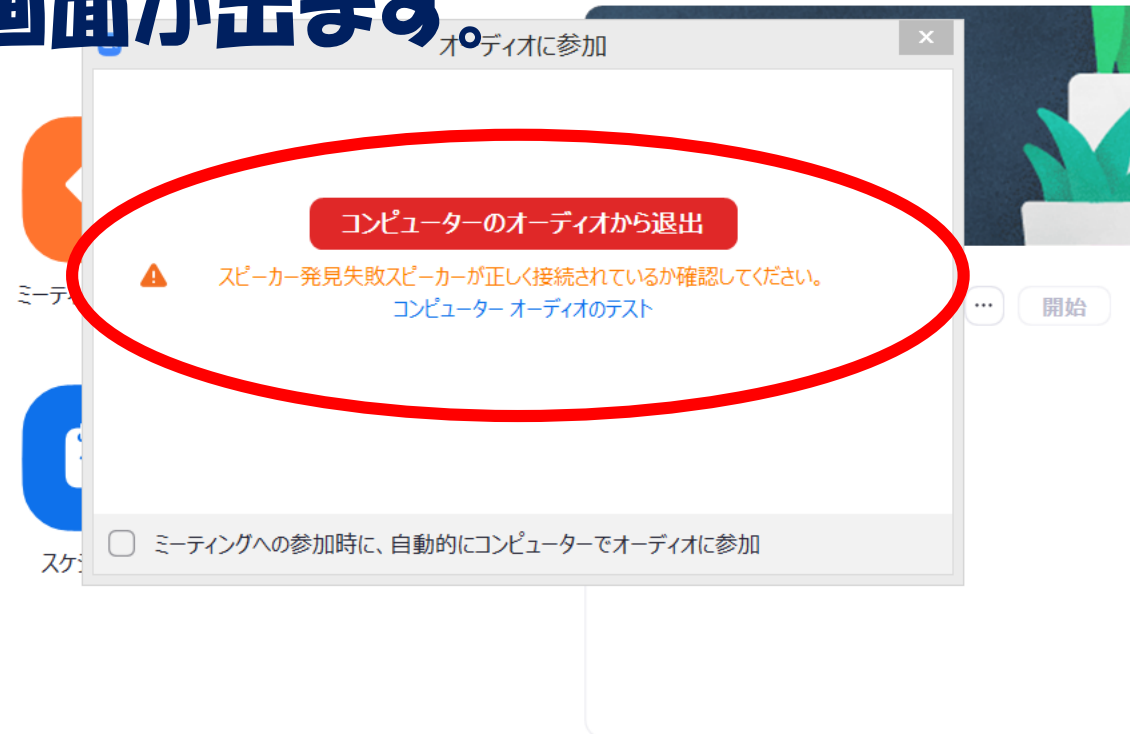 画面が出ます。
オーディオに参加
コンピューターのオーディオから退出
スピーカー発見失敗スピーカーが正しく接続されているか確認してください。
コンピューター オーディオのテスト
ミーテ
開始
ミーティングへの参加時に、自動的にコンピューターでオーディオに参加
スケ